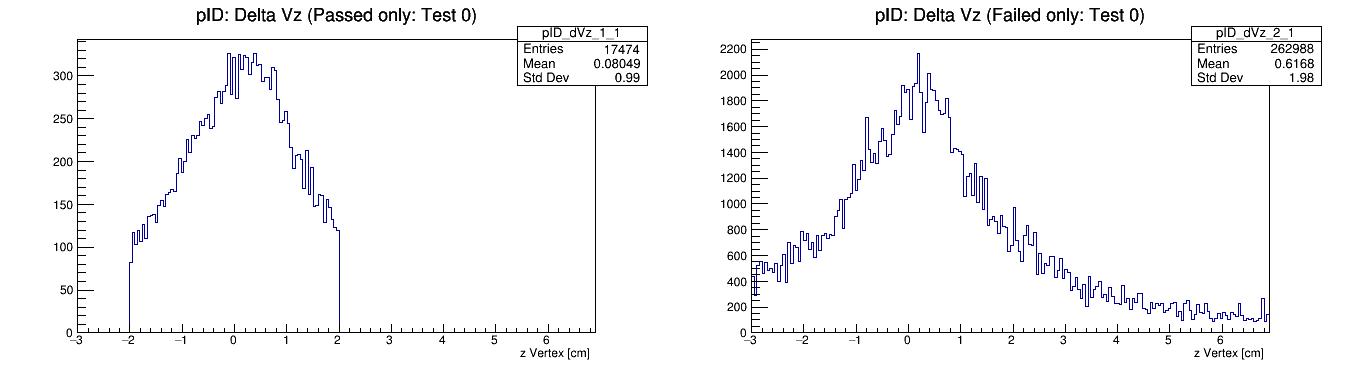 pID: Delta Vz (Passed only: Test 0)
pID_dVz_1_1
Entries 17474
Mean 0.08049
Std Dev 0.99
300
250
200
150
100
50
0
−3 −2 −1 0 1 2 3 4 5 6
z Vertex [cm]
pID: Delta Vz (Failed only: Test 0)
pID_dVz_2_1
Entries 262988
Mean 0.6168
Std Dev 1.98
2200
2000
1800
1600
1400
1200
1000
800
600
400
200
0
−3 −2 −1 0 1 2 3 4 5 6
z Vertex [cm]